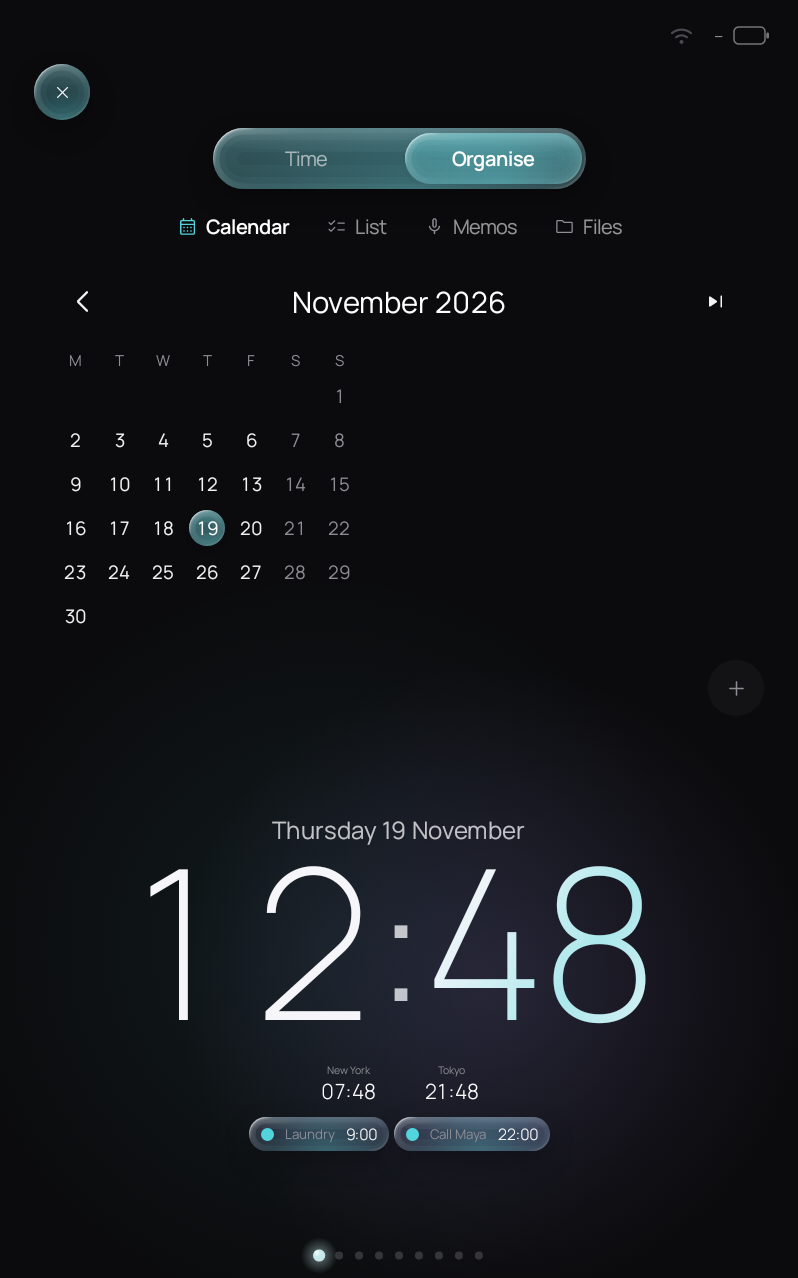 Time Organise
Calendar List Memos Files
November 2026
M T W T F S S
1
2 3 4 5 6 7 8
9 10 11 12 13 14 15
16 17 18 19 20 21 22
23 24 25 26 27 28 29
30
Thursday 19 November
12:48
New York Tokyo
07:48 21:48
Laundry 9:00 Call Maya 22:00